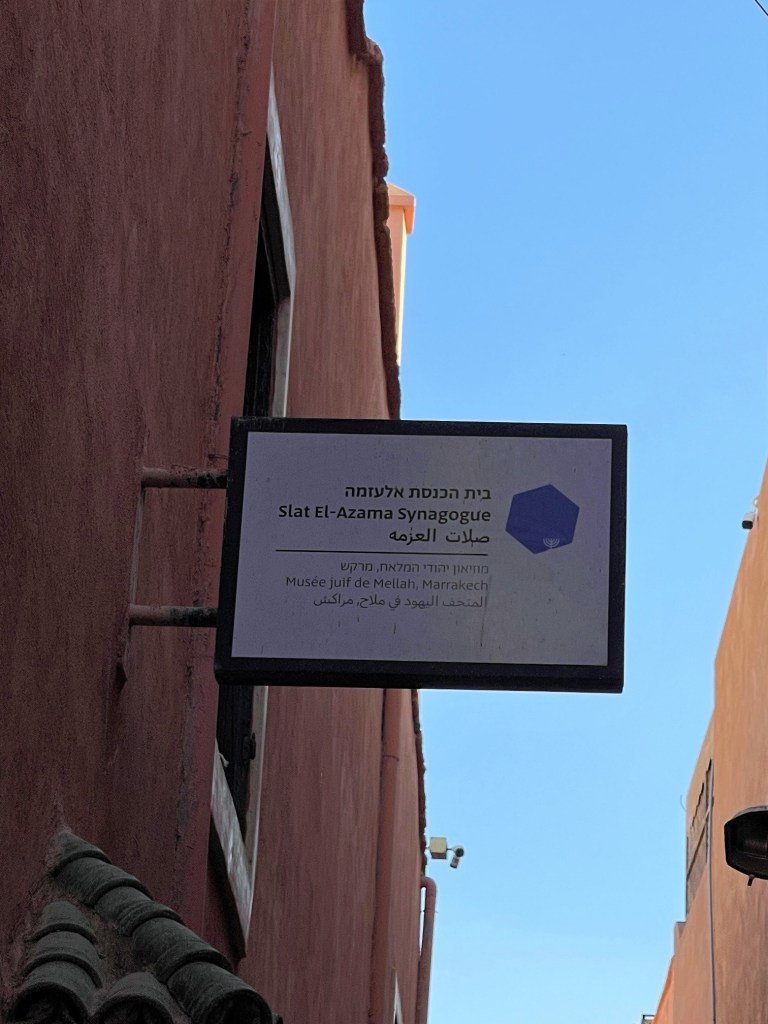 בית הכנסת אלעזמה
Slat El-Azama Synagogue
صلات العزمه
מוזיאון יהודי המלאח, מרקש
Musée juif de Mellah, Marrakech
المتحف اليهود في ملاح, مراكش